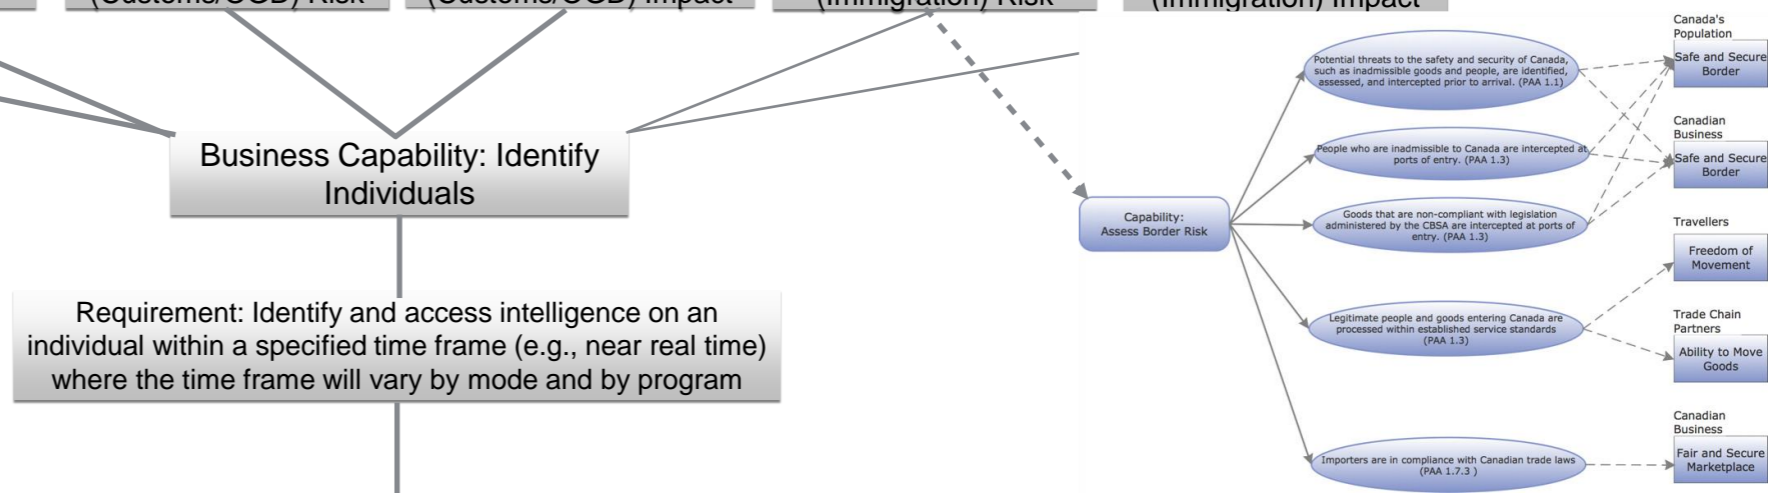 (Customs/OGD) Risk
(Customs/OGD) Impact
(Immigration) Risk
(Immigration) Impact
Business Capability: Identify
Individuals
Requirement: Identify and access intelligence on an
individual within a specified time frame (e.g., near real time)
where the time frame will vary by mode and by program
Capability:
Assess Border Risk
Potential threats to the safety and security of Canada,
such as inadmissible goods and people, are identified,
assessed, and intercepted prior to arrival. (PAA 1.1)
People who are inadmissible to Canada are intercepted at
ports of entry. (PAA 1.3)
Goods that are non-compliant with legislation
administered by the CBSA are intercepted at ports of
entry. (PAA 1.3)
Legitimate people and goods entering Canada are
processed within established service standards
(PAA 1.3)
Importers are in compliance with Canadian trade laws
(PAA 1.7.3 )
Canada's
Population
Safe and Secure
Border
Canadian
Business
Safe and Secure
Border
Travellers
Freedom of
Movement
Trade Chain
Partners
Ability to Move
Goods
Canadian
Business
Fair and Secure
Marketplace